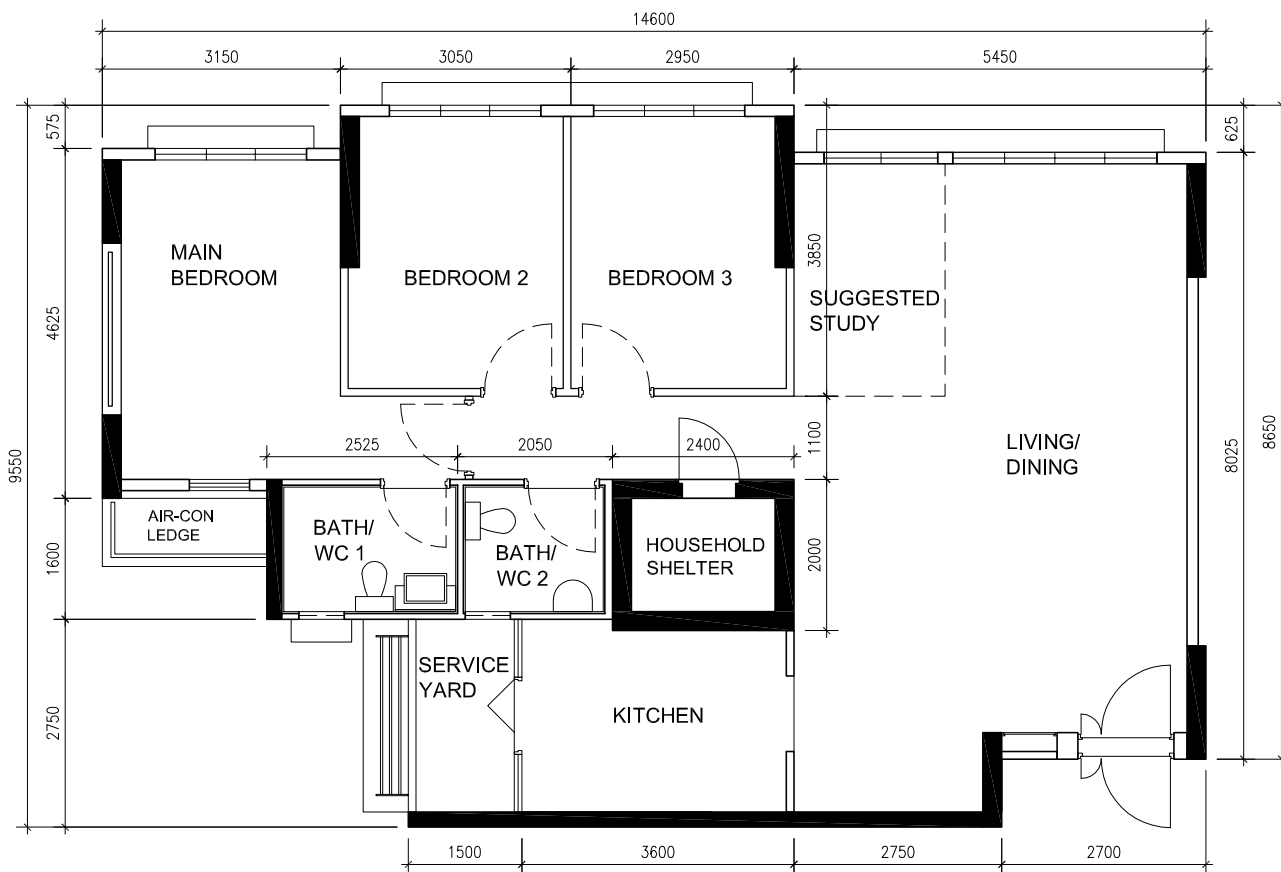 14600
3150
3050
2950
5450
575
625
MAIN
BEDROOM
BEDROOM 2
BEDROOM 3
3850
SUGGESTED
STUDY
4625
9550
1100
LIVING/
DINING
8025
8650
2525
2050
2400
AIR-CON
LEDGE
BATH/
WC 1
BATH/
WC 2
HOUSEHOLD
SHELTER
2000
1600
SERVICE
YARD
KITCHEN
2750
1500
3600
2750
2700